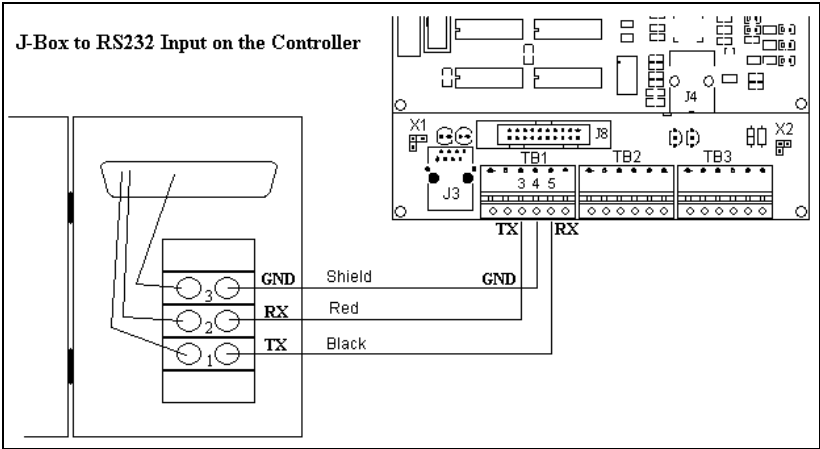 J-Box to RS232 Input on the Controller
J4
X1
J8
X2
TB1
TB2
TB3
J3
3 4 5
TX
RX
3
GND
Shield
GND
2
RX
Red
1
TX
Black